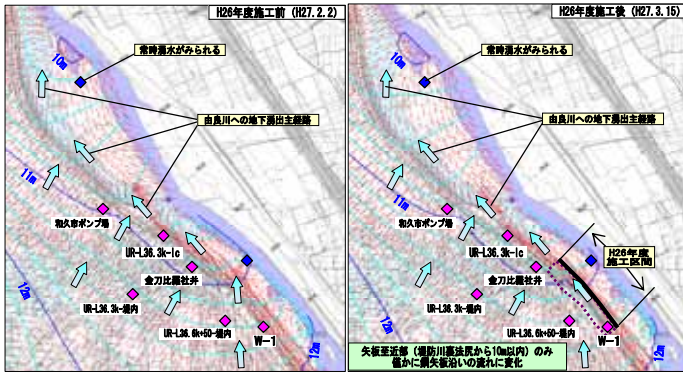 H26年度施工前(H27.2.2)
常時湧水がみられる
10m
由良川への地下湧出主経路
11m
和久市ポンプ場
UR-L36.3k-1c
金刀比羅社井
12m
UR-L36.3k-堤内
UR-L36.6k+50-堤内
W-1
12m
H26年度施工後(H27.3.15)
常時湧水がみられる
10m
由良川への地下湧出主経路
11m
和久市ポンプ場
UR-L36.3k-1c
H26年度
施工区間
金刀比羅社井
12m
UR-L36.3k-堤内
UR-L36.6k+50-堤内
W-1
12m
矢板至近部(堤防川裏法尻から10m以内)のみ
僅かに鋼矢板沿いの流れに変化